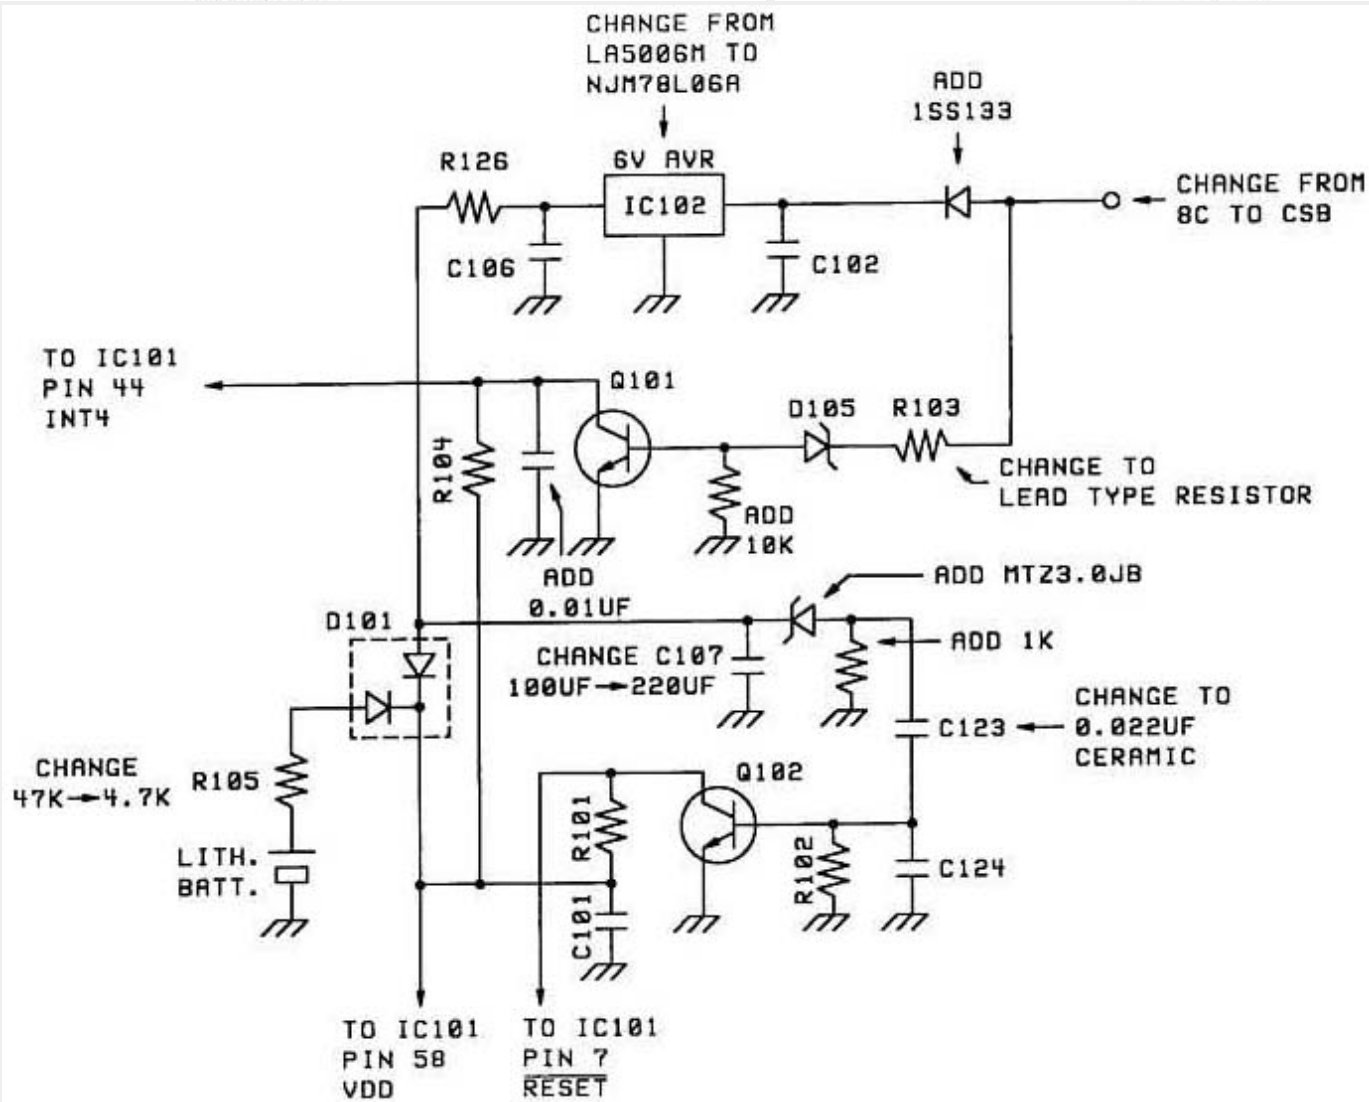 CHANGE FROM
LA5006M TO
NJM78L06A
ADD
1SS133
R126
6V AVR
IC102
CHANGE FROM
8C TO CSB
C106
C102
TO IC101
PIN 44
INT4
Q101
D105
R103
R104
CHANGE TO
LEAD TYPE RESISTOR
ADD
10K
ADD
0.01UF
ADD MTZ3.0JB
D101
ADD 1K
CHANGE C107
100UF→220UF
CHANGE TO
0.022UF
CERAMIC
C123
CHANGE
47K→4.7K
R105
Q102
R101
R102
C124
LITH.
BATT.
C101
TO IC101
PIN 58
VDD
TO IC101
PIN 7
RESET